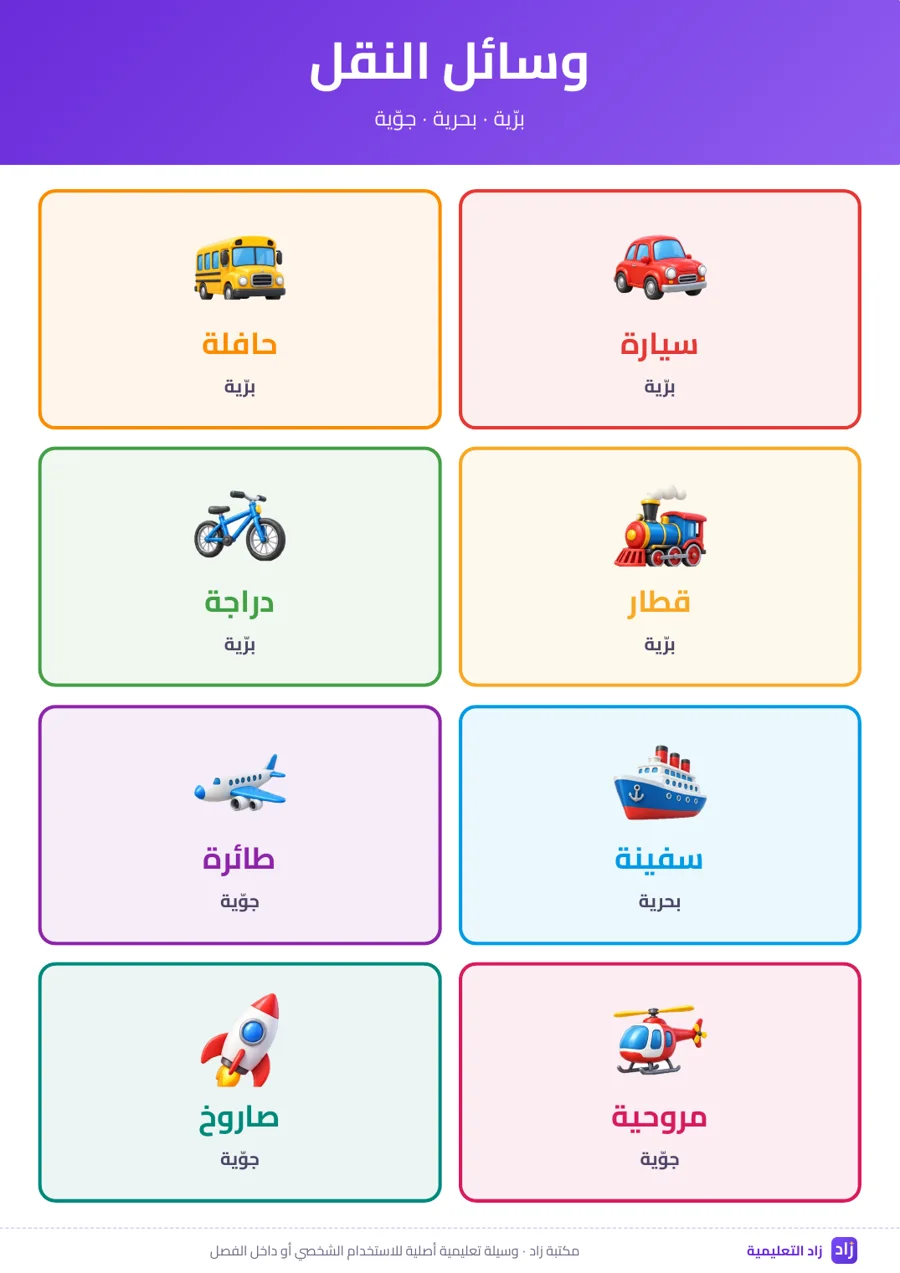 وسائل النقل
برّية · بحرية · جوّية
سيارة
برّية
حافلة
برّية
قطار
برّية
دراجة
برّية
سفينة
بحرية
طائرة
جوّية
مروحية
جوّية
صاروخ
جوّية
زاد زاد التعليمية
مكتبة زاد · وسيلة تعليمية أصلية للاستخدام الشخصي أو داخل الفصل